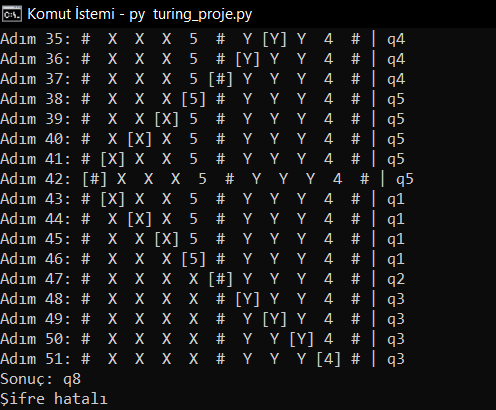 Komut İstemi - py  turing_proje.py
Adım 35: #  X  X  X  5  #  Y [Y] Y  4  # | q4
Adım 36: #  X  X  X  5  # [Y] Y  Y  4  # | q4
Adım 37: #  X  X  X  5 [#] Y  Y  Y  4  # | q4
Adım 38: #  X  X  X [5] #  Y  Y  Y  4  # | q5
Adım 39: #  X  X [X] 5  #  Y  Y  Y  4  # | q5
Adım 40: #  X [X] X  5  #  Y  Y  Y  4  # | q5
Adım 41: # [X] X  X  5  #  Y  Y  Y  4  # | q5
Adım 42: [#] X  X  X  5  #  Y  Y  Y  4  # | q5
Adım 43: # [X] X  X  5  #  Y  Y  Y  4  # | q1
Adım 44: #  X [X] X  5  #  Y  Y  Y  4  # | q1
Adım 45: #  X  X [X] 5  #  Y  Y  Y  4  # | q1
Adım 46: #  X  X  X [5] #  Y  Y  Y  4  # | q1
Adım 47: #  X  X  X  X [#] Y  Y  Y  4  # | q2
Adım 48: #  X  X  X  X  # [Y] Y  Y  4  # | q3
Adım 49: #  X  X  X  X  #  Y [Y] Y  4  # | q3
Adım 50: #  X  X  X  X  #  Y  Y [Y] 4  # | q3
Adım 51: #  X  X  X  X  #  Y  Y  Y [4] # | q3
Sonuç: q8
Şifre hatalı